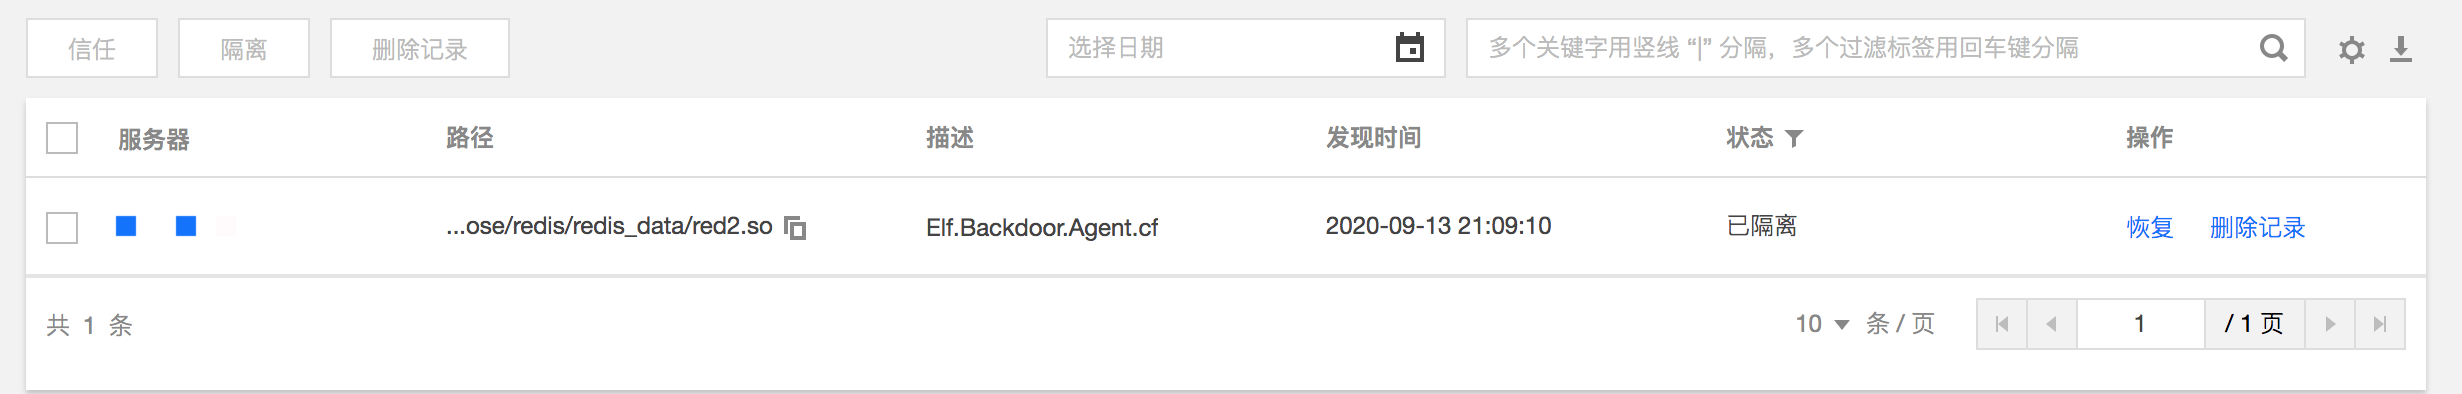 信任 隔离 删除记录 选择日期 多个关键字用竖线 “|” 分隔，多个过滤标签用回车键分隔
服务器 路径 描述 发现时间 状态 操作
...ose/redis/redis_data/red2.so Elf.Backdoor.Agent.cf 2020-09-13 21:09:10 已隔离 恢复 删除记录
共 1 条 10 条 / 页 1 / 1 页